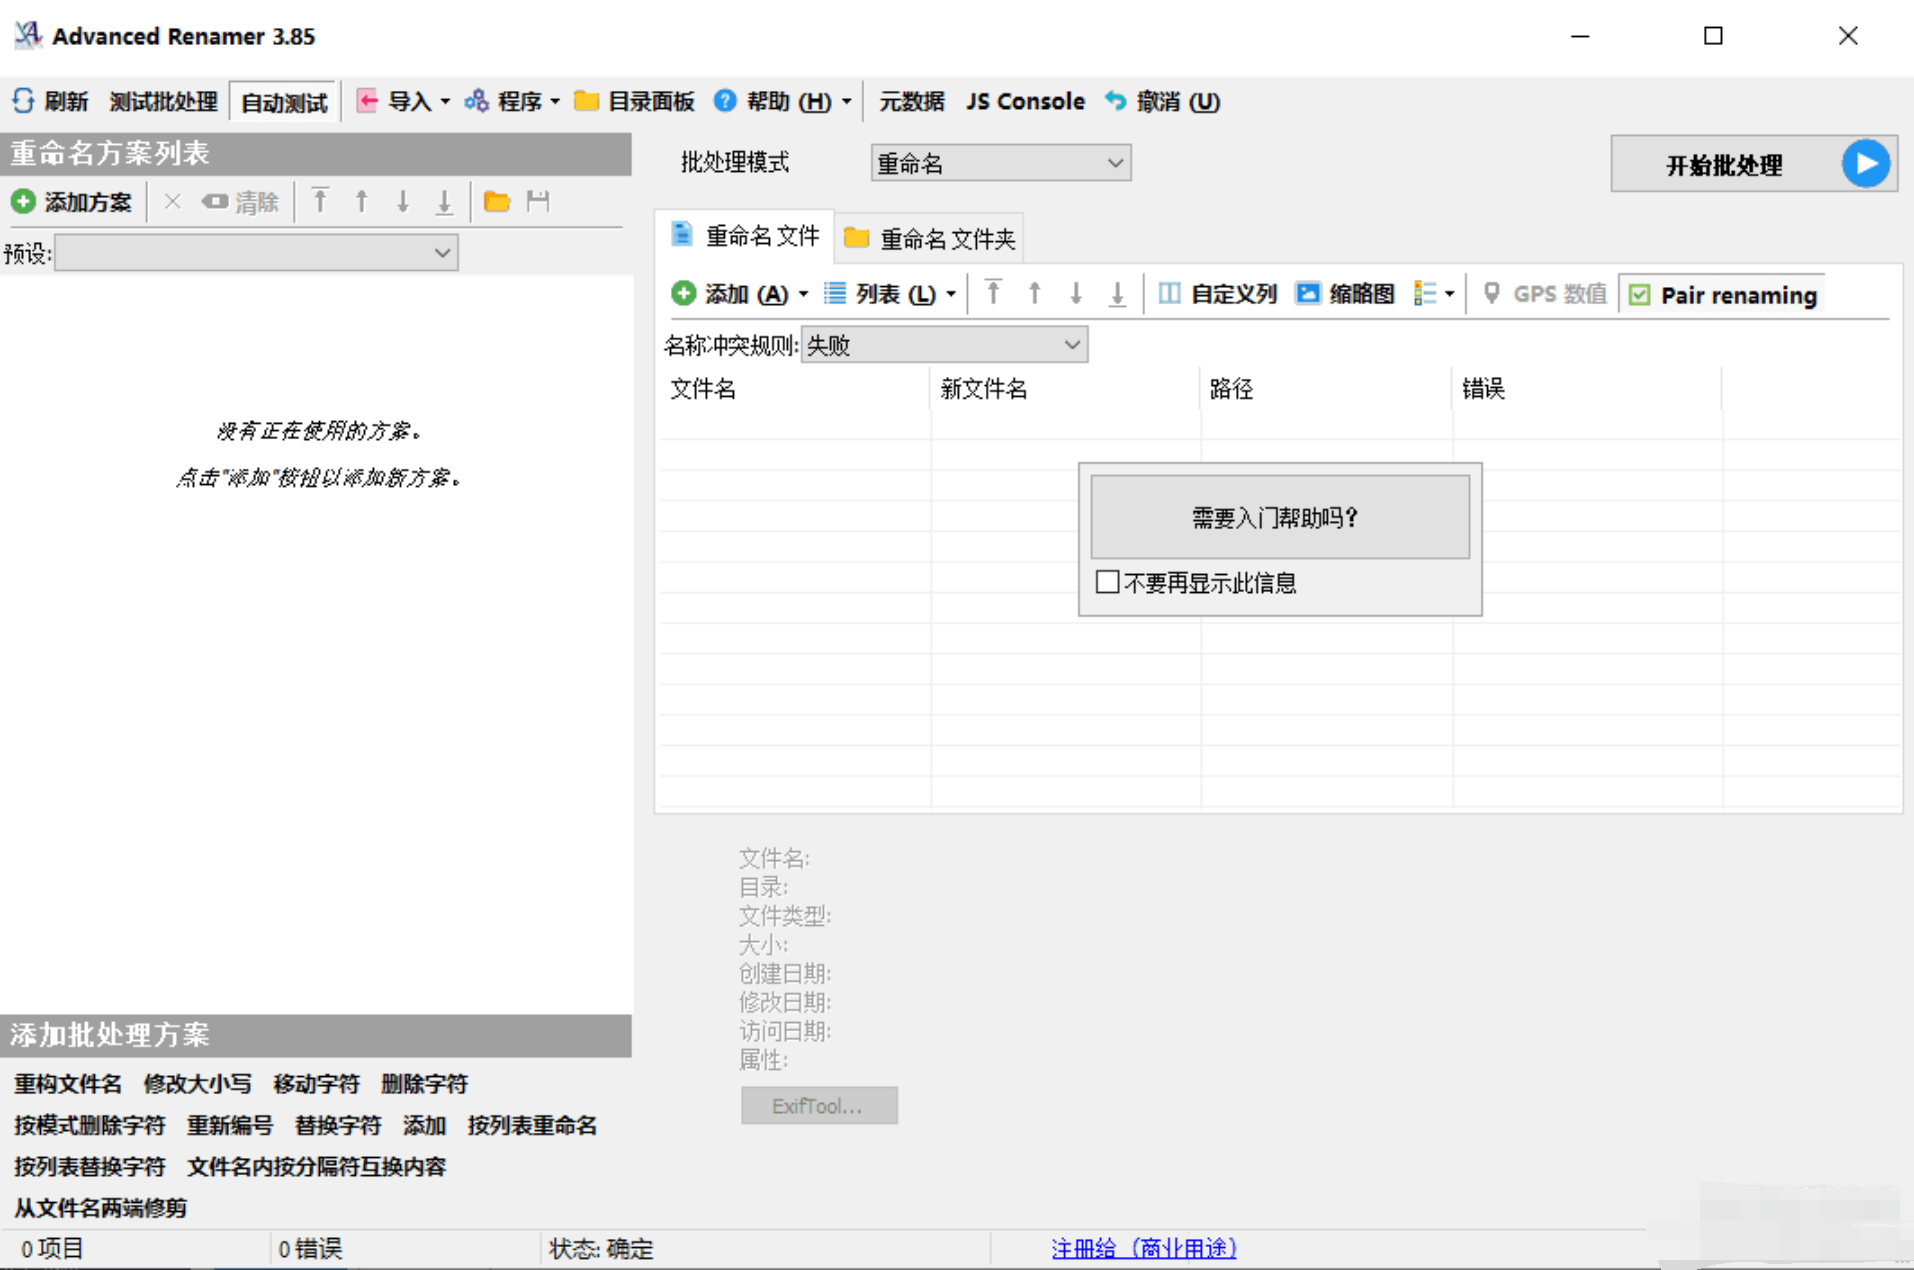 Advanced Renamer 3.85
刷新 测试批处理 自动测试 导入 程序 目录面板 帮助 (H) 元数据 JS Console 撤消 (U)
重命名方案列表
添加方案 清除
预设:
没有正在使用的方案。
点击"添加"按钮以添加新方案。
批处理模式 重命名 开始批处理
重命名 文件 重命名 文件夹
添加 (A) 列表 (L) 自定义列 缩略图 GPS 数值 Pair renaming
名称冲突规则: 失败
文件名 新文件名 路径 错误
需要入门帮助吗?
不要再显示此信息
文件名:
目录:
文件类型:
大小:
创建日期:
修改日期:
访问日期:
属性:
ExifTool...
添加批处理方案
重构文件名 修改大小写 移动字符 删除字符
按模式删除字符 重新编号 替换字符 添加 按列表重命名
按列表替换字符 文件名内按分隔符互换内容
从文件名两端修剪
0 项目 0 错误 状态: 确定 注册给 (商业用途)